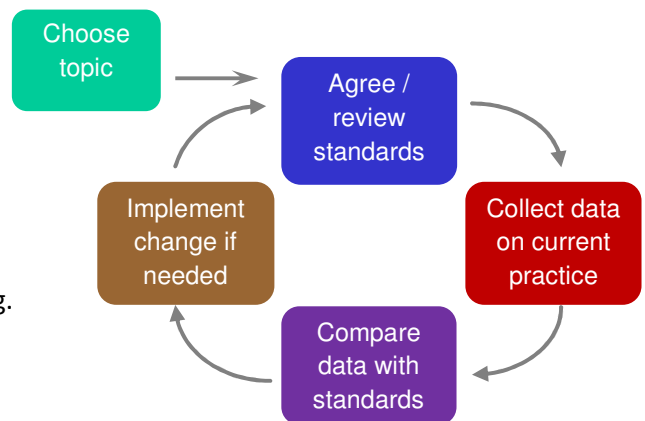 Choose
topic
Agree /
review
standards
Collect data
on current
practice
Compare
data with
standards
Implement
change if
needed
g.